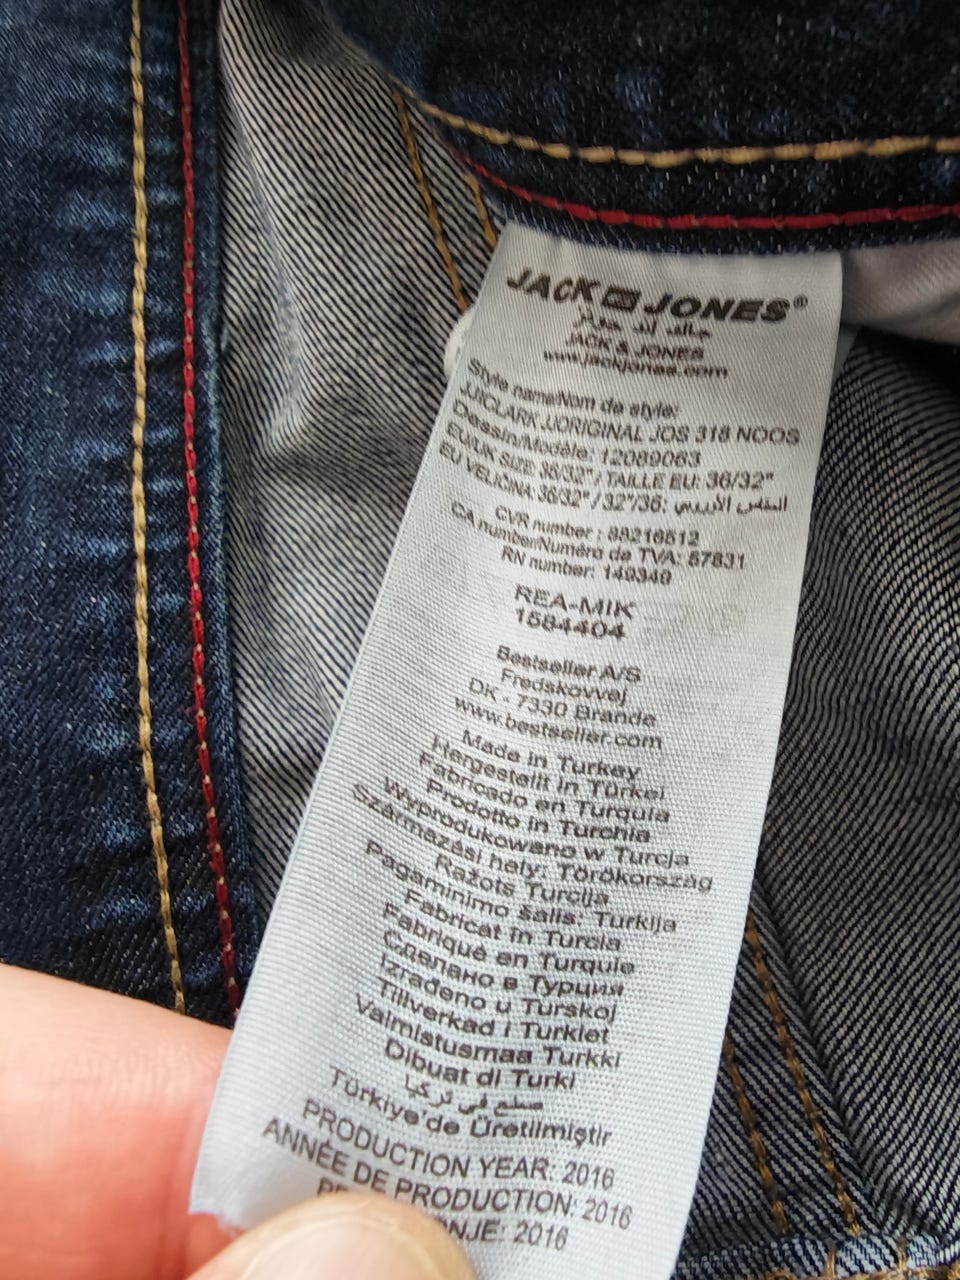 JACK & JONES®
جاك اند جونز
JACK & JONES
www.jackjones.com
Style name/Nom de style:
JJICLARK JJORIGINAL JOS 318 NOOS
Dessin/Modèle: 12089063
EU/UK SIZE: 36/32" / TAILLE EU: 36/32"
EU VELIČINA: 36/32" / 32"/36: المقاس الأوروبي
CVR number : 88216512
CA number/Numéro de TVA: 57831
RN number: 149348
REA-MIK
1584404
Bestseller A/S
Fredskovvej
DK - 7330 Brande
www.bestseller.com
Made in Turkey
Hergestellt in Türkei
Fabricado en Turquia
Prodotto in Turchia
Wyprodukowano w Turcja
Származási hely: Törökország
Ražots Turcija
Pagaminimo šalis: Turkija
Fabricat în Turcia
Fabriqué en Turquie
Сделано в Турция
Izrađeno u Turskoj
Tillverkad i Turkiet
Valmistusmaa Turkki
Dibuat di Turki
صنع في تركيا
Türkiye'de Üretilmiştir
PRODUCTION YEAR: 2016
ANNÉE DE PRODUCTION: 2016
2016